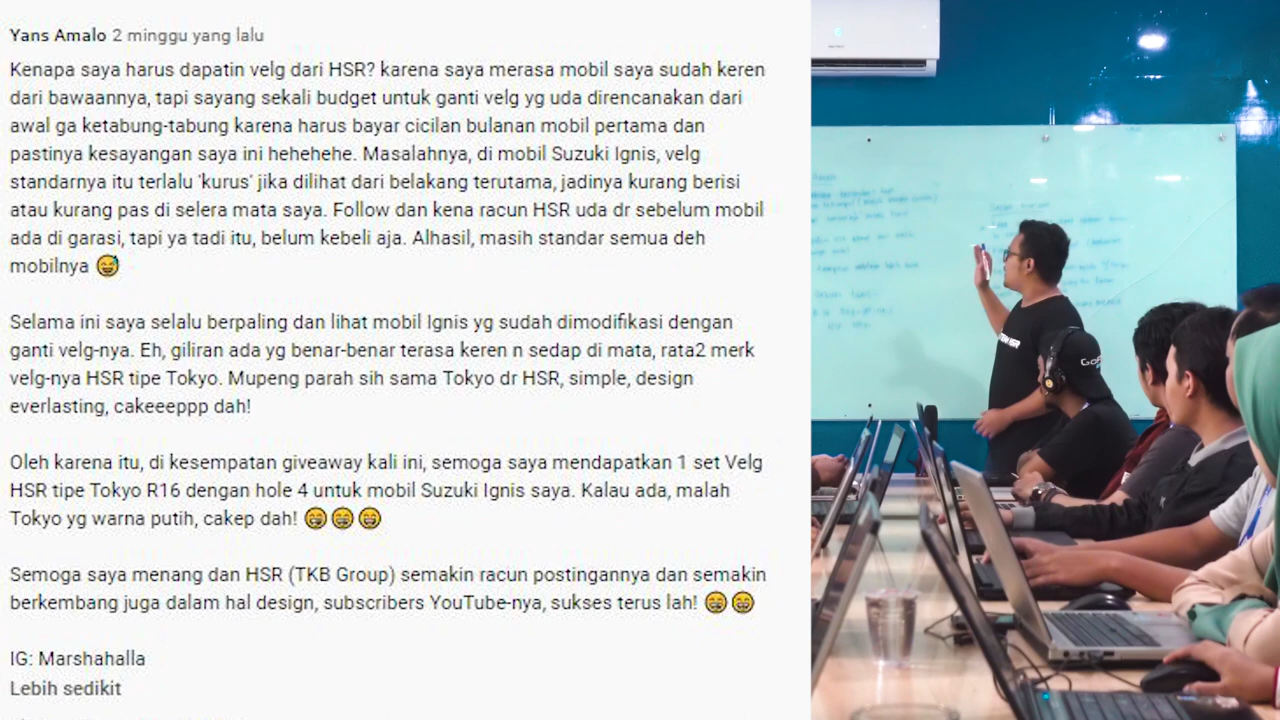 Yans Amalo 2 minggu yang lalu
Kenapa saya harus dapatin velg dari HSR? karena saya merasa mobil saya sudah keren
dari bawaannya, tapi sayang sekali budget untuk ganti velg yg uda direncanakan dari
awal ga ketabung-tabung karena harus bayar cicilan bulanan mobil pertama dan
pastinya kesayangan saya ini hehehehe. Masalahnya, di mobil Suzuki Ignis, velg
standarnya itu terlalu 'kurus' jika dilihat dari belakang terutama, jadinya kurang berisi
atau kurang pas di selera mata saya. Follow dan kena racun HSR uda dr sebelum mobil
ada di garasi, tapi ya tadi itu, belum kebeli aja. Alhasil, masih standar semua deh
mobilnya 😅
Selama ini saya selalu berpaling dan lihat mobil Ignis yg sudah dimodifikasi dengan
ganti velg-nya. Eh, giliran ada yg benar-benar terasa keren n sedap di mata, rata2 merk
velg-nya HSR tipe Tokyo. Mupeng parah sih sama Tokyo dr HSR, simple, design
everlasting, cakeeeppp dah!
Oleh karena itu, di kesempatan giveaway kali ini, semoga saya mendapatkan 1 set Velg
HSR tipe Tokyo R16 dengan hole 4 untuk mobil Suzuki Ignis saya. Kalau ada, malah
Tokyo yg warna putih, cakep dah! 😁😁😁
Semoga saya menang dan HSR (TKB Group) semakin racun postingannya dan semakin
berkembang juga dalam hal design, subscribers YouTube-nya, sukses terus lah! 😁😁
IG: Marshahalla
Lebih sedikit